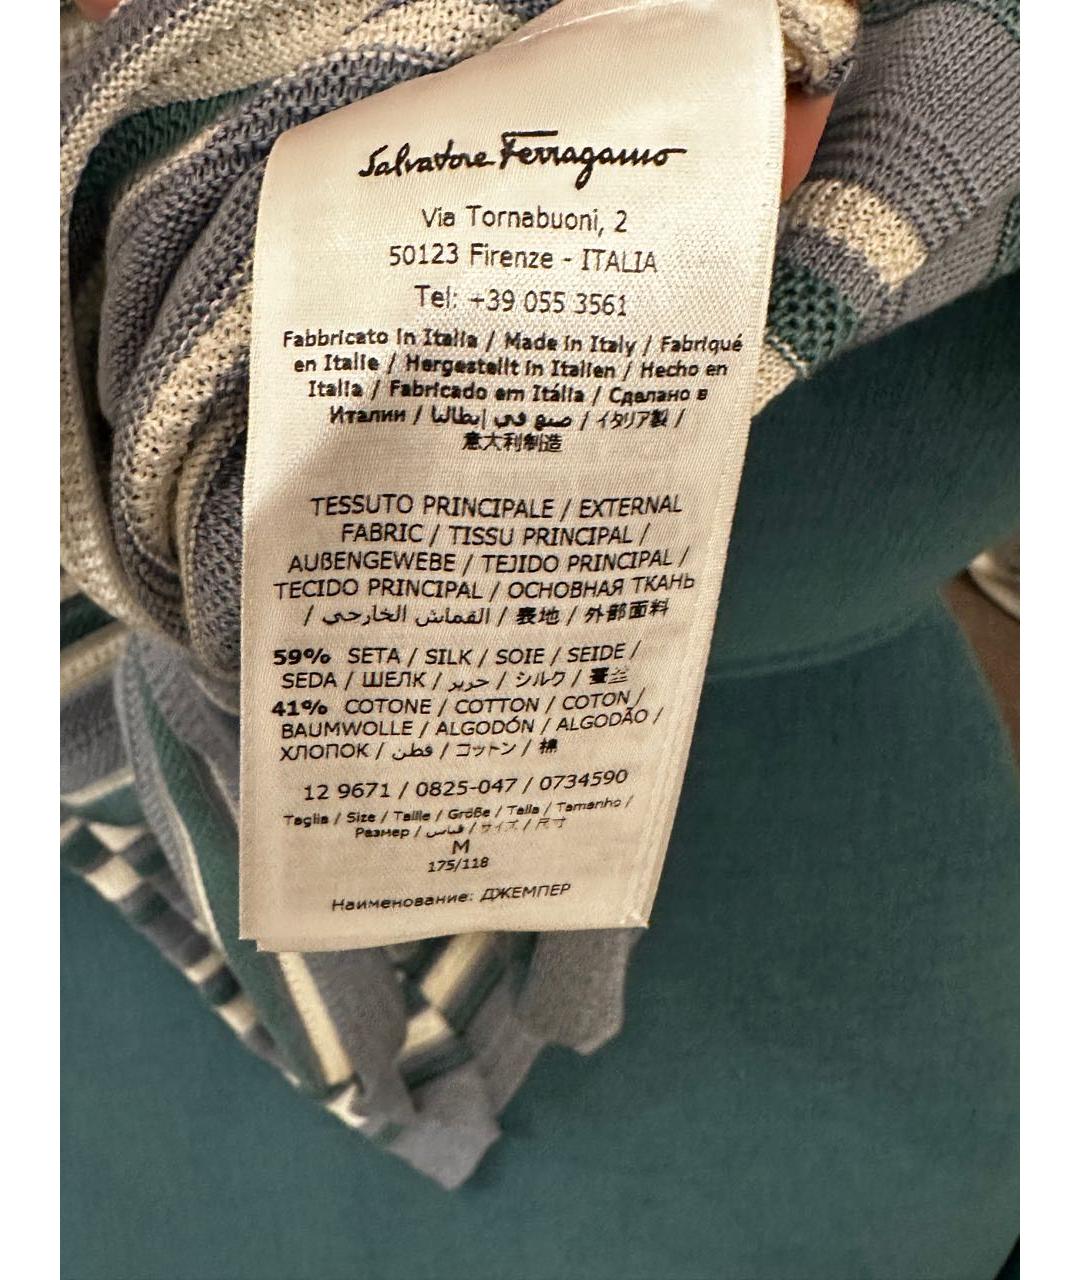 Salvatore Ferragamo
Via Tornabuoni, 2
50123 Firenze - ITALIA
Tel: +39 055 3561
Fabbricato in Italia / Made in Italy / Fabriqué
en Italie / Hergestellt in Italien / Hecho en
Italia / Fabricado em Itália / Сделано в
Италии / صنع في إيطاليا / イタリア製 /
意大利制造
TESSUTO PRINCIPALE / EXTERNAL
FABRIC / TISSU PRINCIPAL /
AUßENGEWEBE / TEJIDO PRINCIPAL /
TECIDO PRINCIPAL / ОСНОВНАЯ ТКАНЬ
/ القماش الخارجي / 表地 / 外部面料
59% SETA / SILK / SOIE / SEIDE /
SEDA / ШЕЛК / حرير / シルク /
41% COTONE / COTTON / COTON /
BAUMWOLLE / ALGODÓN / ALGODÃO /
ХЛОПОК / قطن / コットン / 棉
12 9671 / 0825-047 / 0734590
Taglia / Size / Taille / Größe / Talla / Tamanho /
Размер / قياس / サイズ / 尺寸
M
175/118
Наименование: ДЖЕМПЕР